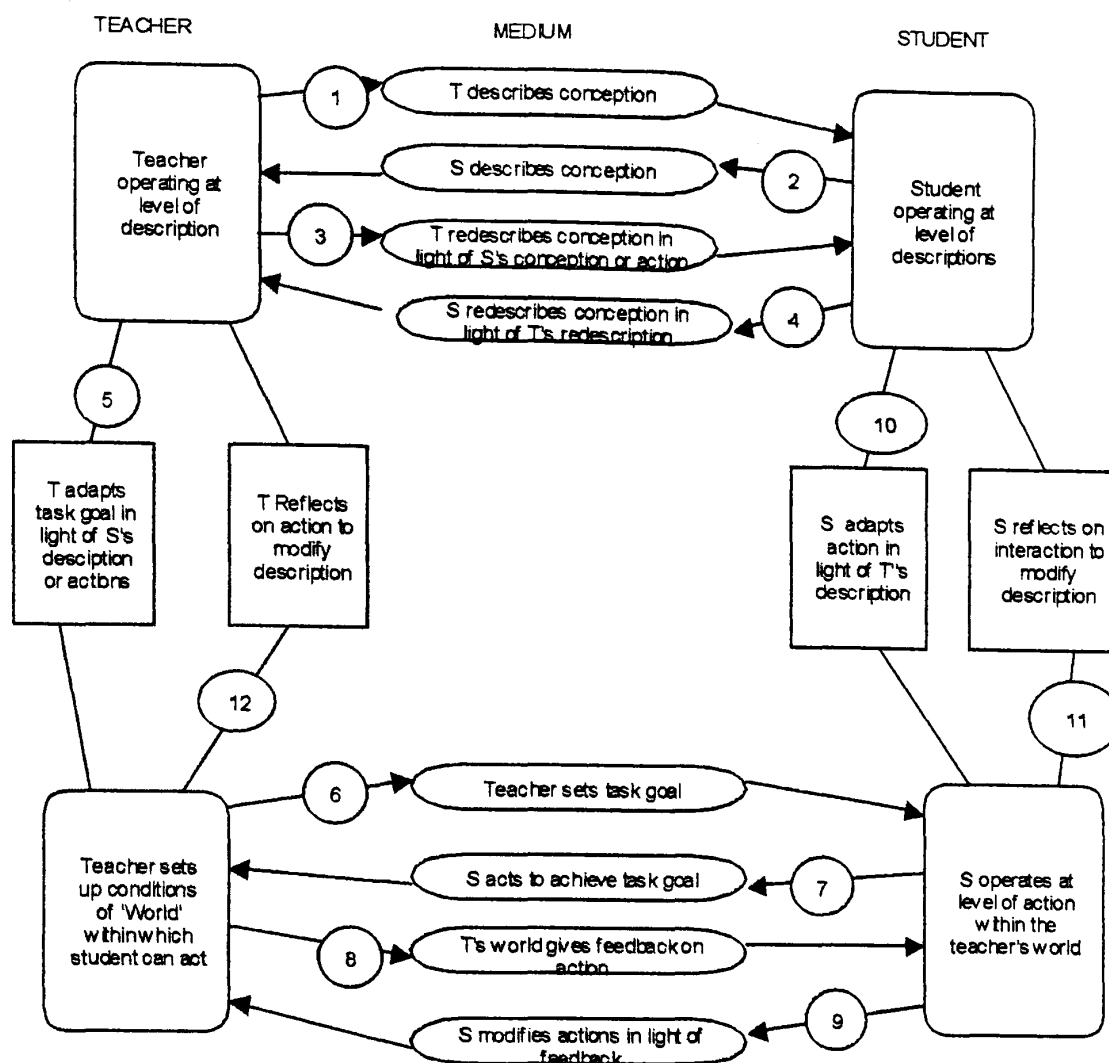 TEACHER
MEDIUM
STUDENT
1
T describes conception
Teacher
operating at
level of
description
S describes conception
2
Student
operating at
level of
descriptions
3
T redescribes conception in
light of S's conception or action
S redescribes conception in
light of T's redescription
4
5
10
T adapts
task goal in
light of S's
desciption
or actions
T Reflects
on action to
modify
description
S adapts
action in
light of T's
description
S reflects on
interaction to
modify
description
12
11
6
Teacher sets task goal
Teacher sets
up conditions
of 'World'
within which
student can act
S acts to achieve task goal
7
S operates at
level of action
within the
teacher's world
8
T's world gives feedback on
action
S modifies actions in light of
feedback
9